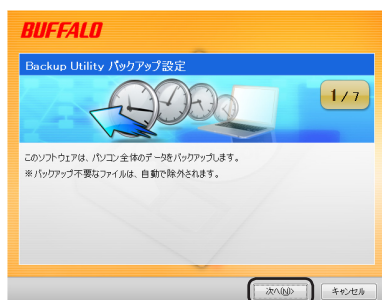 BUFFALO
Backup Utility バックアップ設定
1/7
このソフトウェアは、パソコン全体のデータをバックアップします。
※バックアップ不要なファイルは、自動で除外されます。
次へ(N)>
キャンセル